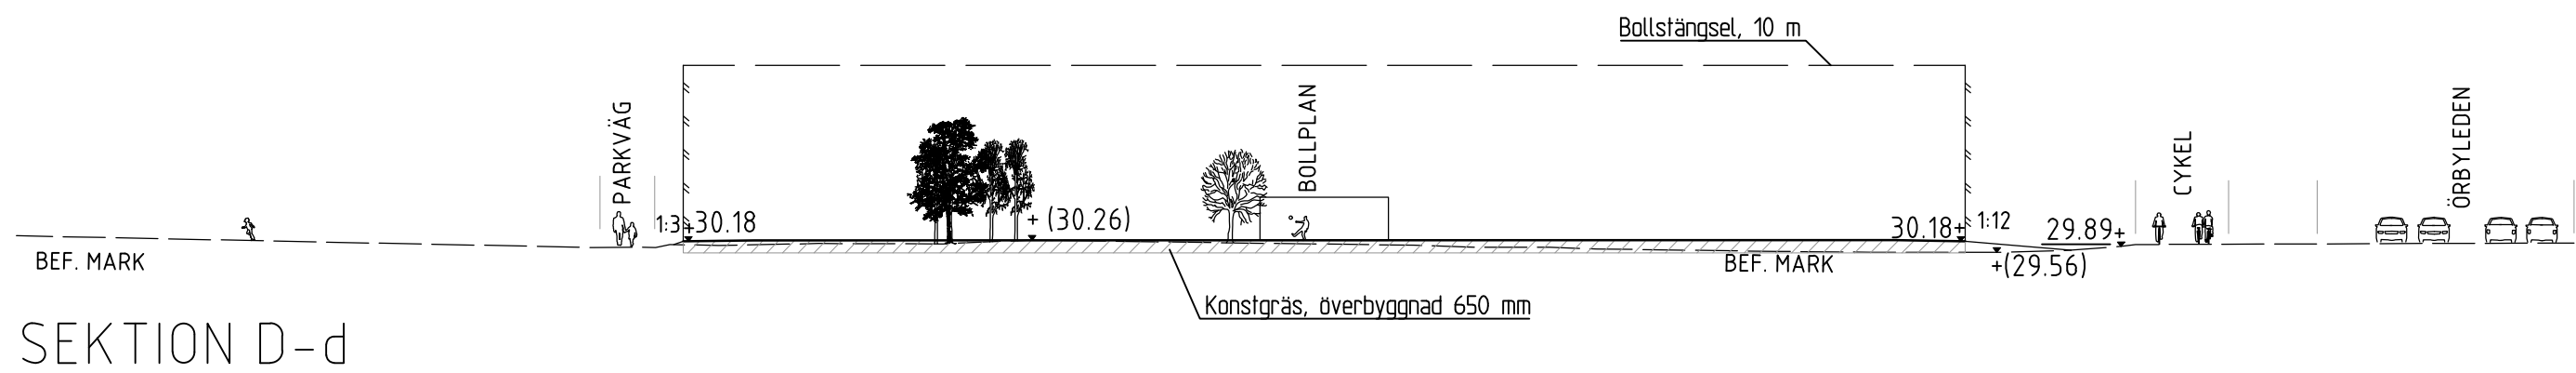 Bollstängsel, 10 m
PARKVÄG
BOLLPLAN
CYKEL
ÖRBYLEDEN
1:3
+30.18
+ (30.26)
30.18+
1:12
29.89+
+(29.56)
BEF. MARK
BEF. MARK
Konstgräs, överbyggnad 650 mm
SEKTION D-d